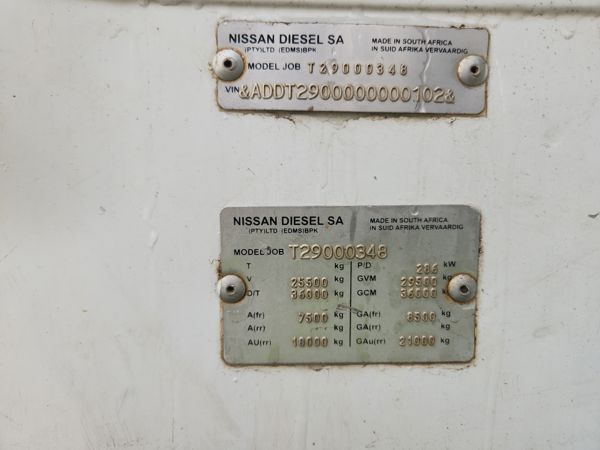 NISSAN DIESEL SA MADE IN SOUTH AFRICA
(PTY)LTD (EDMS)BPK IN SUID AFRIKA VERVAARDIG
MODEL JOB T29000348
VIN &ADDT2900000000102&
NISSAN DIESEL SA MADE IN SOUTH AFRICA
(PTY)LTD (EDMS)BPK IN SUID AFRIKA VERVAARDIG
MODEL JOB T29000348
T kg P/D 206 kW
V 25500 kg GVM 29500 kg
D/T 36000 kg GCM 36000 kg
A(fr) 7500 kg GA(fr) 8500 kg
A(rr) kg GA(rr) kg
AU(rr) 18000 kg GAu(rr) 21000 kg